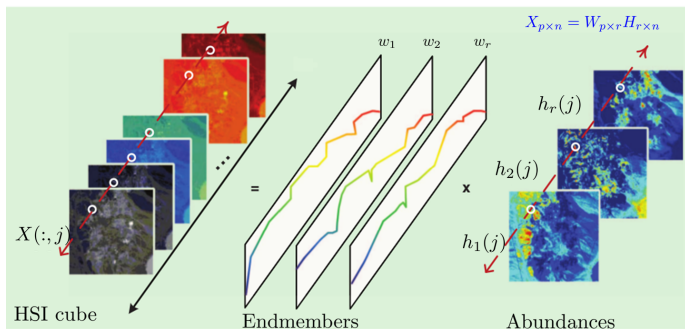 X_{p×n} = W_{p×r}H_{r×n}
w_1 w_2 w_r
h_r(j)
h_2(j)
h_1(j)
X(:, j)
...
=
x
HSI cube
Endmembers
Abundances